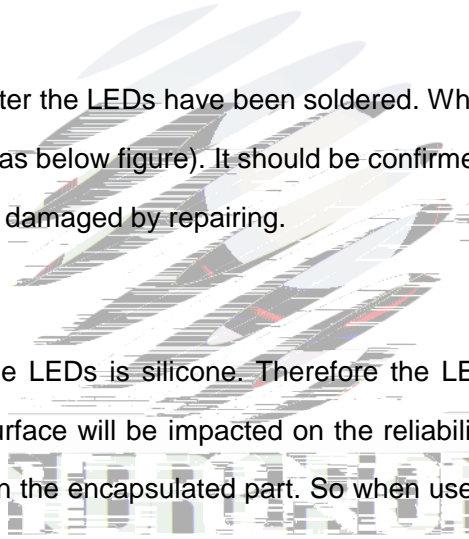 ter the LEDs have been soldered. Wh
as below figure). It should be confirme
damaged by repairing.
e LEDs is silicone. Therefore the LE
urface will be impacted on the reliabili
n the encapsulated part. So when use